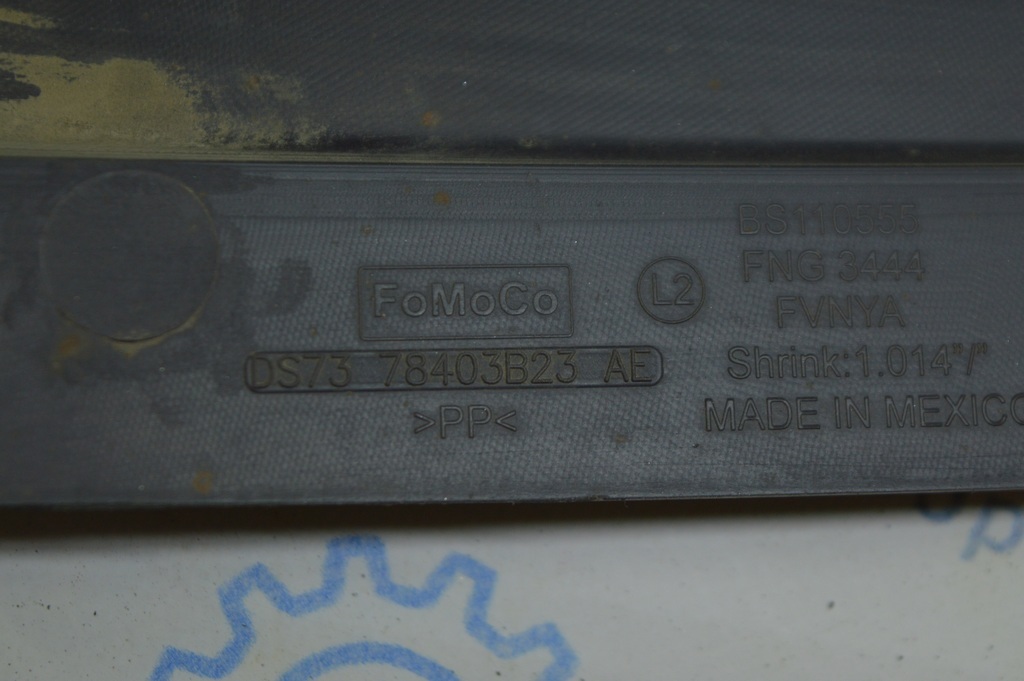 FoMoCo
L2
DS73 78403B23 AE
>PP<
BS110555
FNG 3444
FVNYA
Shrink:1.014"/"
MADE IN MEXICO